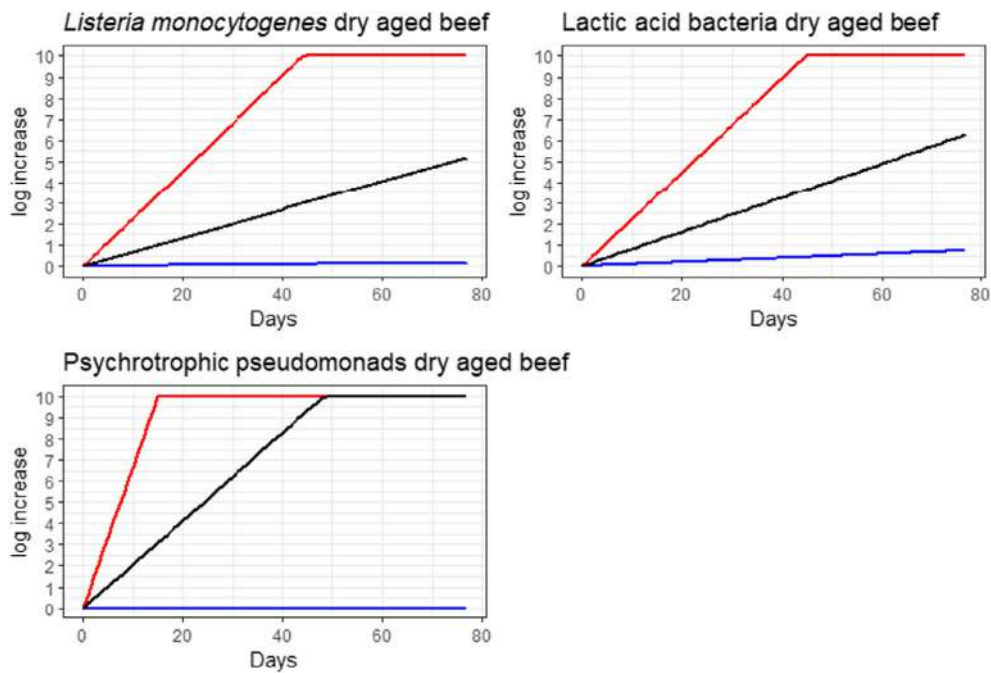 Listeria monocytogenes dry aged beef
10
9
8
7
6
5
4
3
2
1
0
log increase
0 20 40 60 80
Days
Lactic acid bacteria dry aged beef
10
9
8
7
6
5
4
3
2
1
0
log increase
0 20 40 60 80
Days
Psychrotrophic pseudomonads dry aged beef
10
9
8
7
6
5
4
3
2
1
0
log increase
0 20 40 60 80
Days